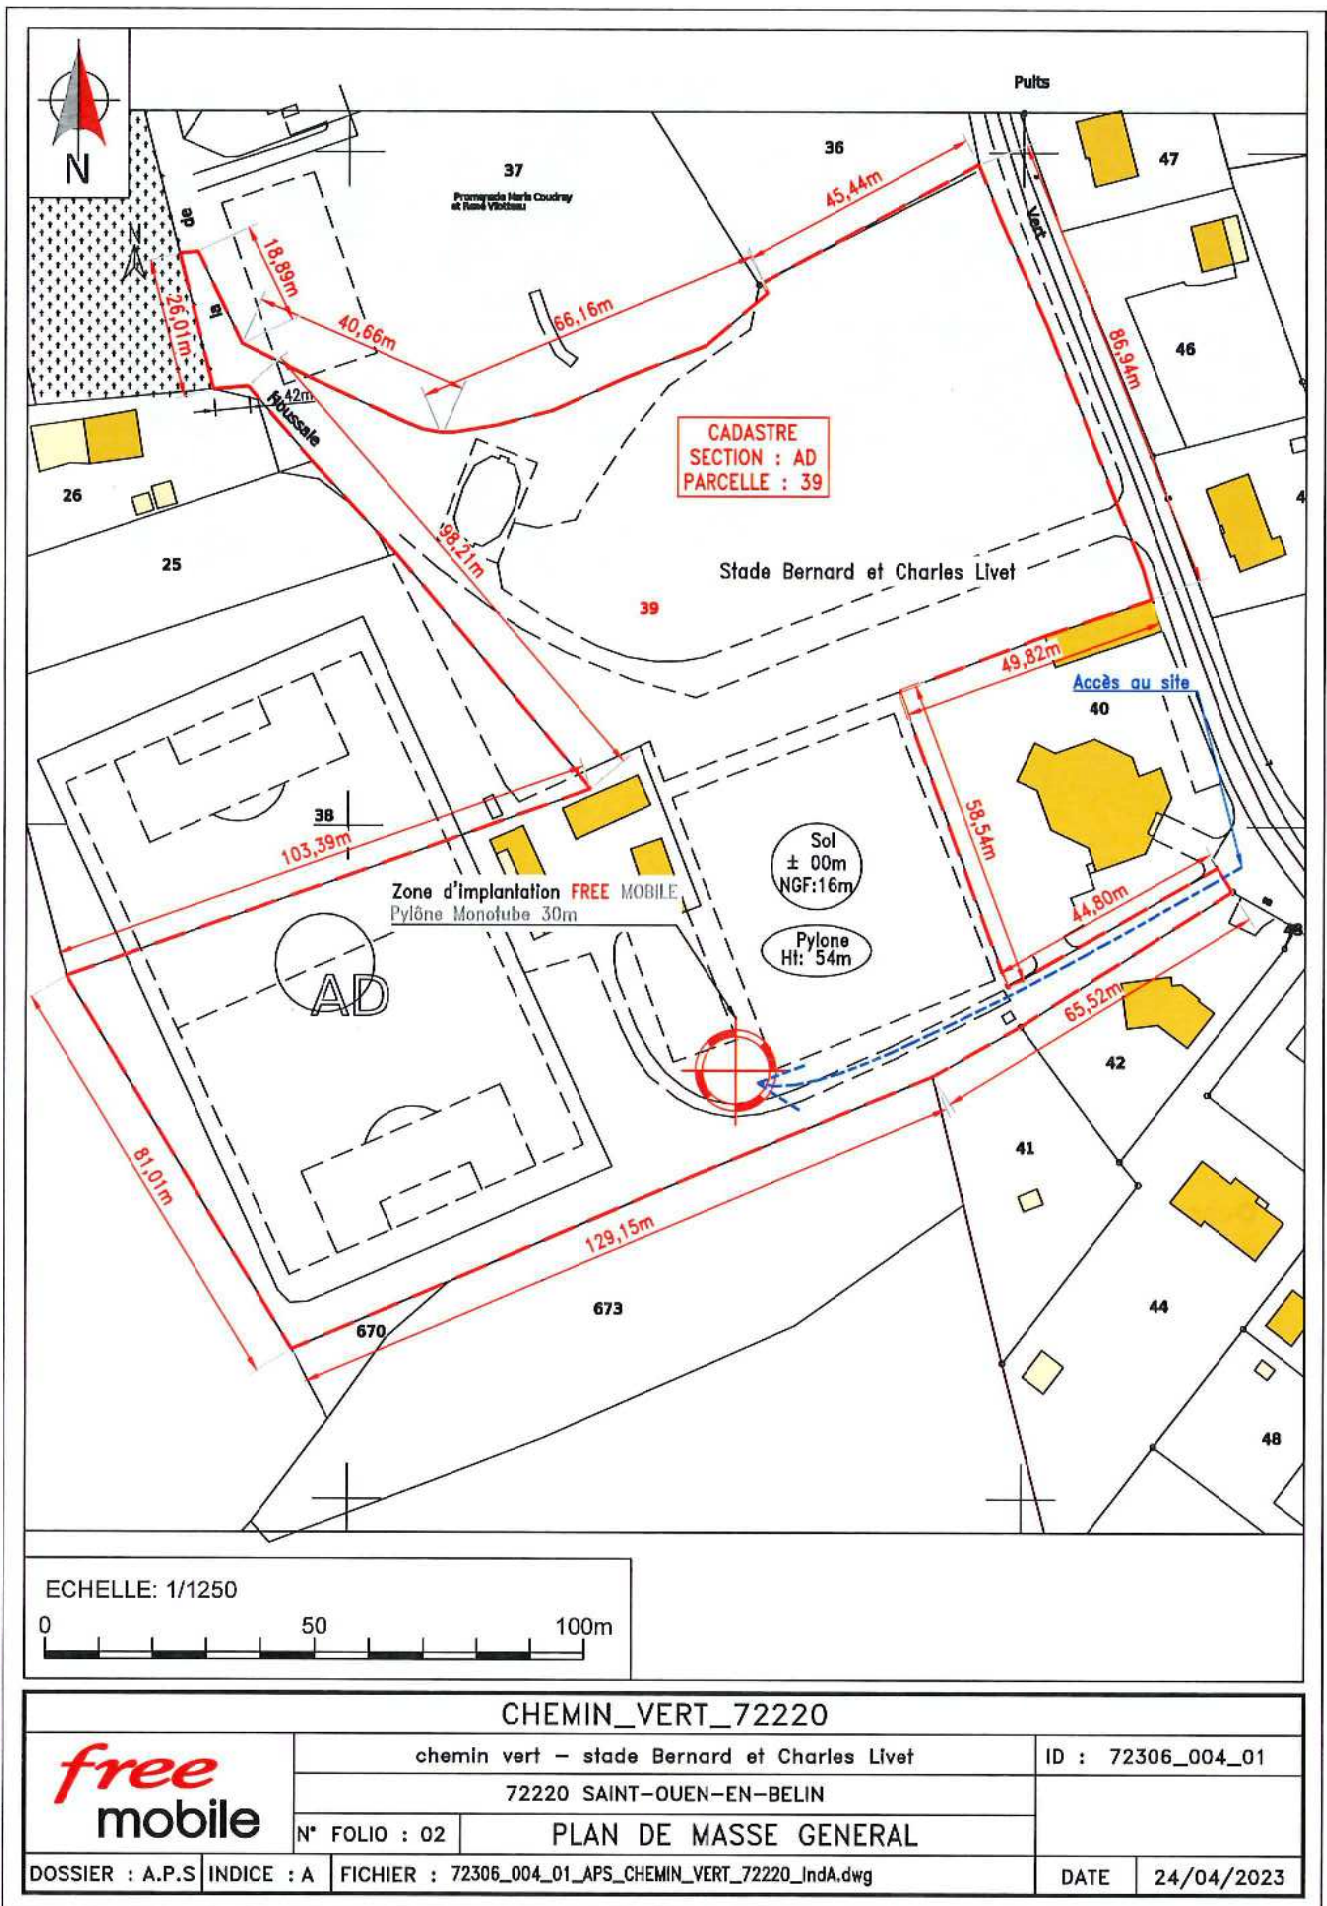 N
Puits
37
Promenade Marie Coudray
36
47
45,44m
de
18,89m
Vert
la
26,01m
66,16m
40,66m
86,94m
46
42m
Houssaie
CADASTRE
SECTION : AD
PARCELLE : 39
26
4
25
98,21m
Stade Bernard et Charles Livet
39
49,82m
Accès au site
40
38
103,39m
58,54m
Sol
± 00m
NGF:16m
Zone d'implantation FREE MOBILE
Pylône Monotube 30m
44,80m
Pylone
Ht: 54m
43
AD
65,52m
42
41
81,01m
129,15m
673
44
670
48
ECHELLE: 1/1250
0 50 100m
CHEMIN_VERT_72220
free
mobile
chemin vert – stade Bernard et Charles Livet
ID : 72306_004_01
72220 SAINT-OUEN-EN-BELIN
N° FOLIO : 02
PLAN DE MASSE GENERAL
DOSSIER : A.P.S
INDICE : A
FICHIER : 72306_004_01_APS_CHEMIN_VERT_72220_IndA.dwg
DATE
24/04/2023